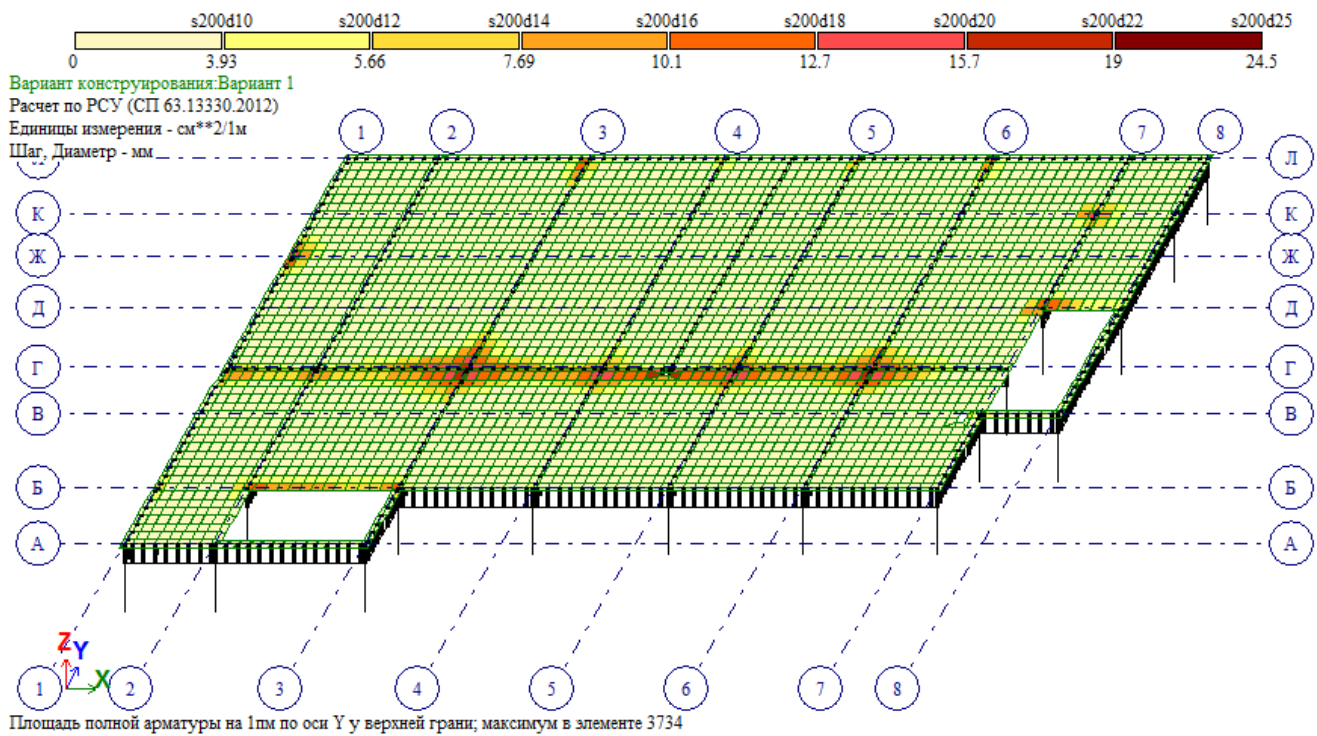 s200d10 s200d12 s200d14 s200d16 s200d18 s200d20 s200d22 s200d25
0 3.93 5.66 7.69 10.1 12.7 15.7 19 24.5
Вариант конструирования:Вариант 1
Расчет по РСУ (СП 63.13330.2012)
Единицы измерения - см**2/1м
Шаг, Диаметр - мм
1 2 3 4 5 6 7 8
Л
К К
Ж Ж
Д Д
Г Г
В В
Б Б
А А
Z Y X
1 2 3 4 5 6 7 8
Площадь полной арматуры на 1пм по оси Y у верхней грани; максимум в элементе 3734